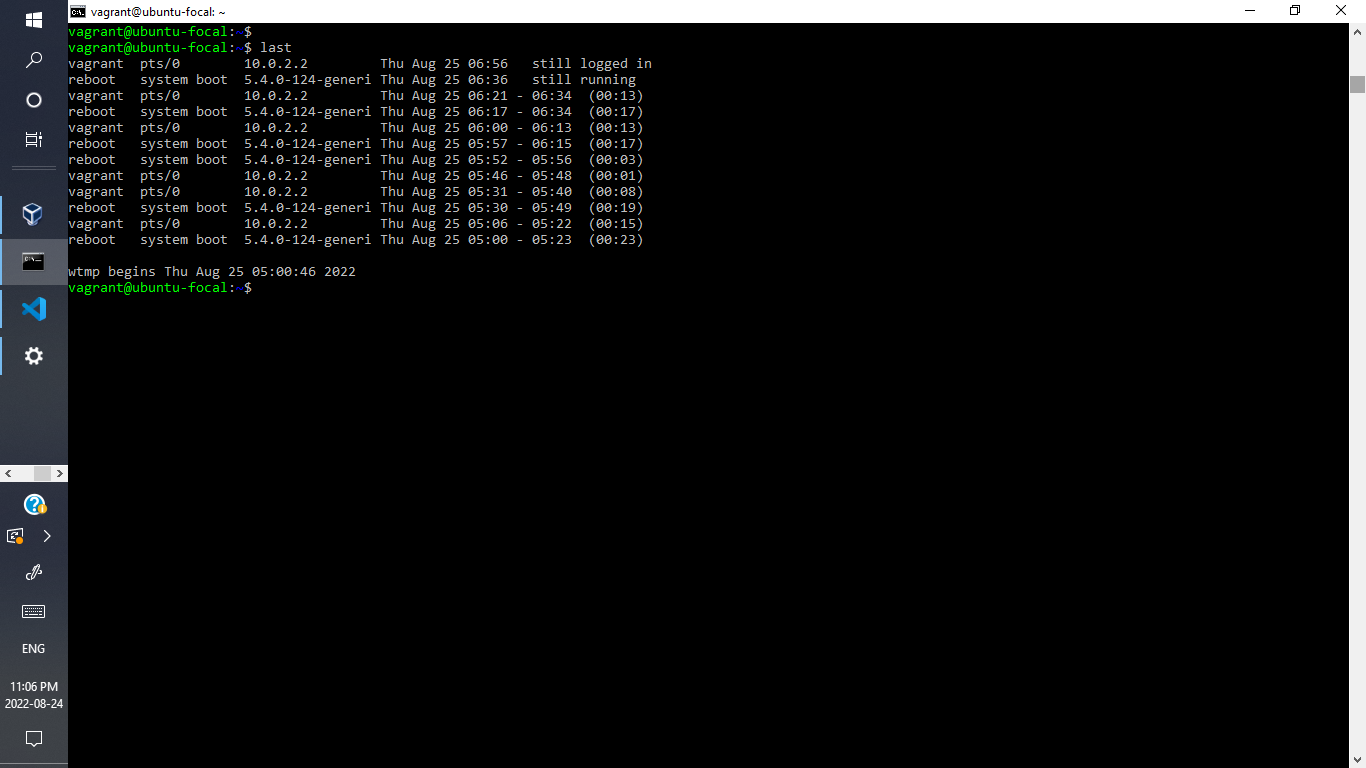 vagrant@ubuntu-focal: ~
vagrant@ubuntu-focal:~$
vagrant@ubuntu-focal:~$ last
vagrant  pts/0        10.0.2.2         Thu Aug 25 06:56   still logged in
reboot   system boot  5.4.0-124-generi Thu Aug 25 06:36   still running
vagrant  pts/0        10.0.2.2         Thu Aug 25 06:21 - 06:34  (00:13)
reboot   system boot  5.4.0-124-generi Thu Aug 25 06:17 - 06:34  (00:17)
vagrant  pts/0        10.0.2.2         Thu Aug 25 06:00 - 06:13  (00:13)
reboot   system boot  5.4.0-124-generi Thu Aug 25 05:57 - 06:15  (00:17)
reboot   system boot  5.4.0-124-generi Thu Aug 25 05:52 - 05:56  (00:03)
vagrant  pts/0        10.0.2.2         Thu Aug 25 05:46 - 05:48  (00:01)
vagrant  pts/0        10.0.2.2         Thu Aug 25 05:31 - 05:40  (00:08)
reboot   system boot  5.4.0-124-generi Thu Aug 25 05:30 - 05:49  (00:19)
vagrant  pts/0        10.0.2.2         Thu Aug 25 05:06 - 05:22  (00:15)
reboot   system boot  5.4.0-124-generi Thu Aug 25 05:00 - 05:23  (00:23)
wtmp begins Thu Aug 25 05:00:46 2022
vagrant@ubuntu-focal:~$
ENG
11:06 PM
2022-08-24